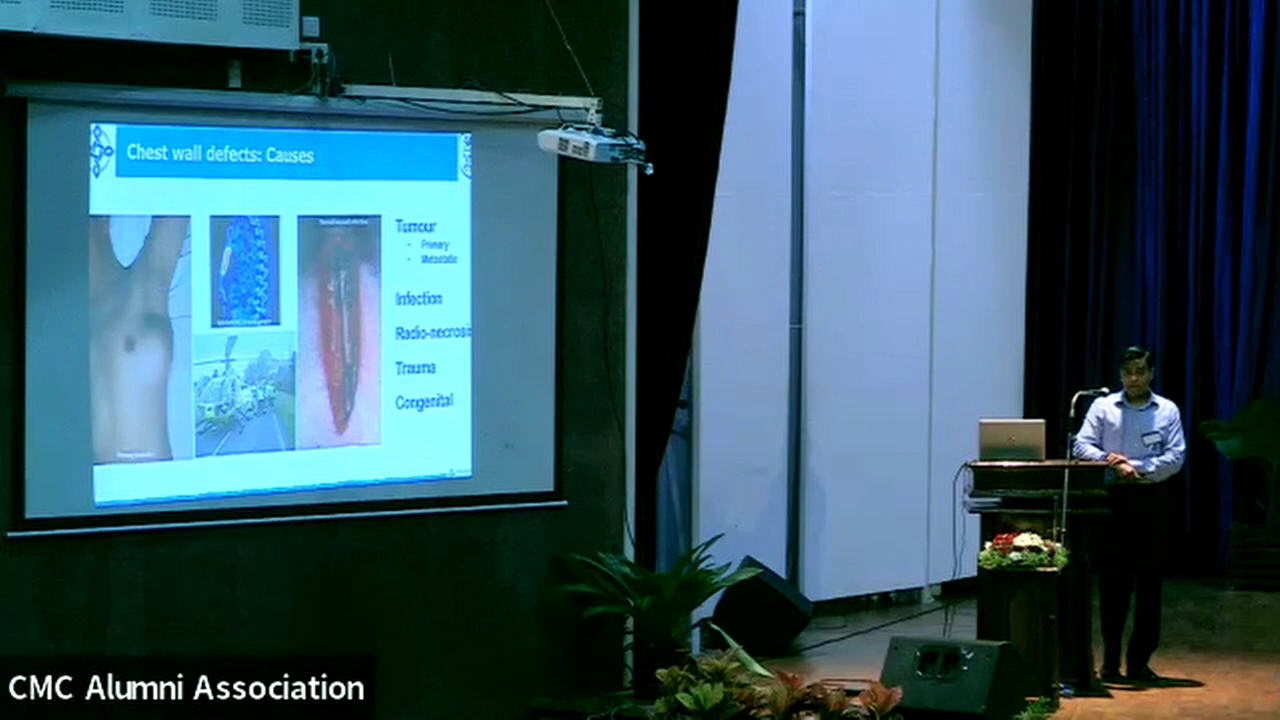 Chest wall defects: Causes
Tumour
Primary
Metastatic
Infection
Radio-necrosis
Trauma
Congenital
CMC Alumni Association